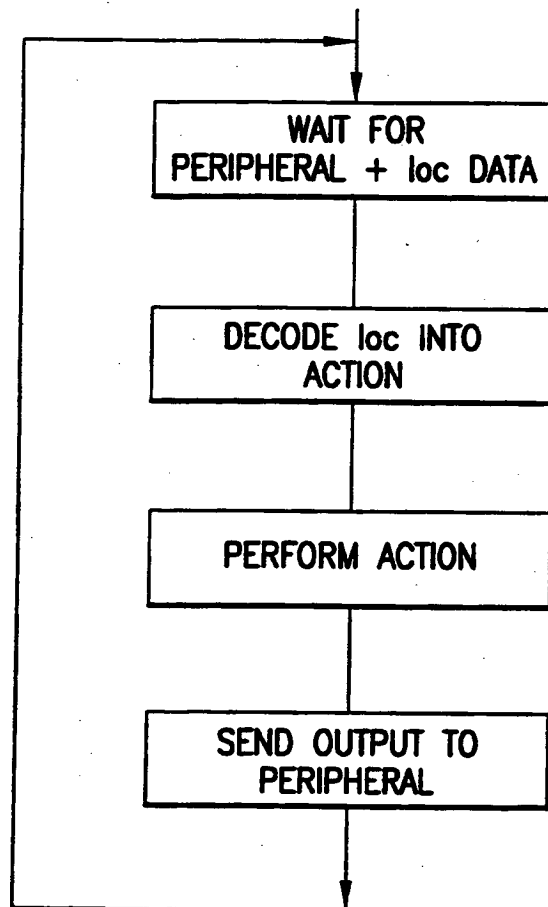 WAIT FOR
PERIPHERAL + loc DATA
DECODE loc INTO
ACTION
PERFORM ACTION
SEND OUTPUT TO
PERIPHERAL